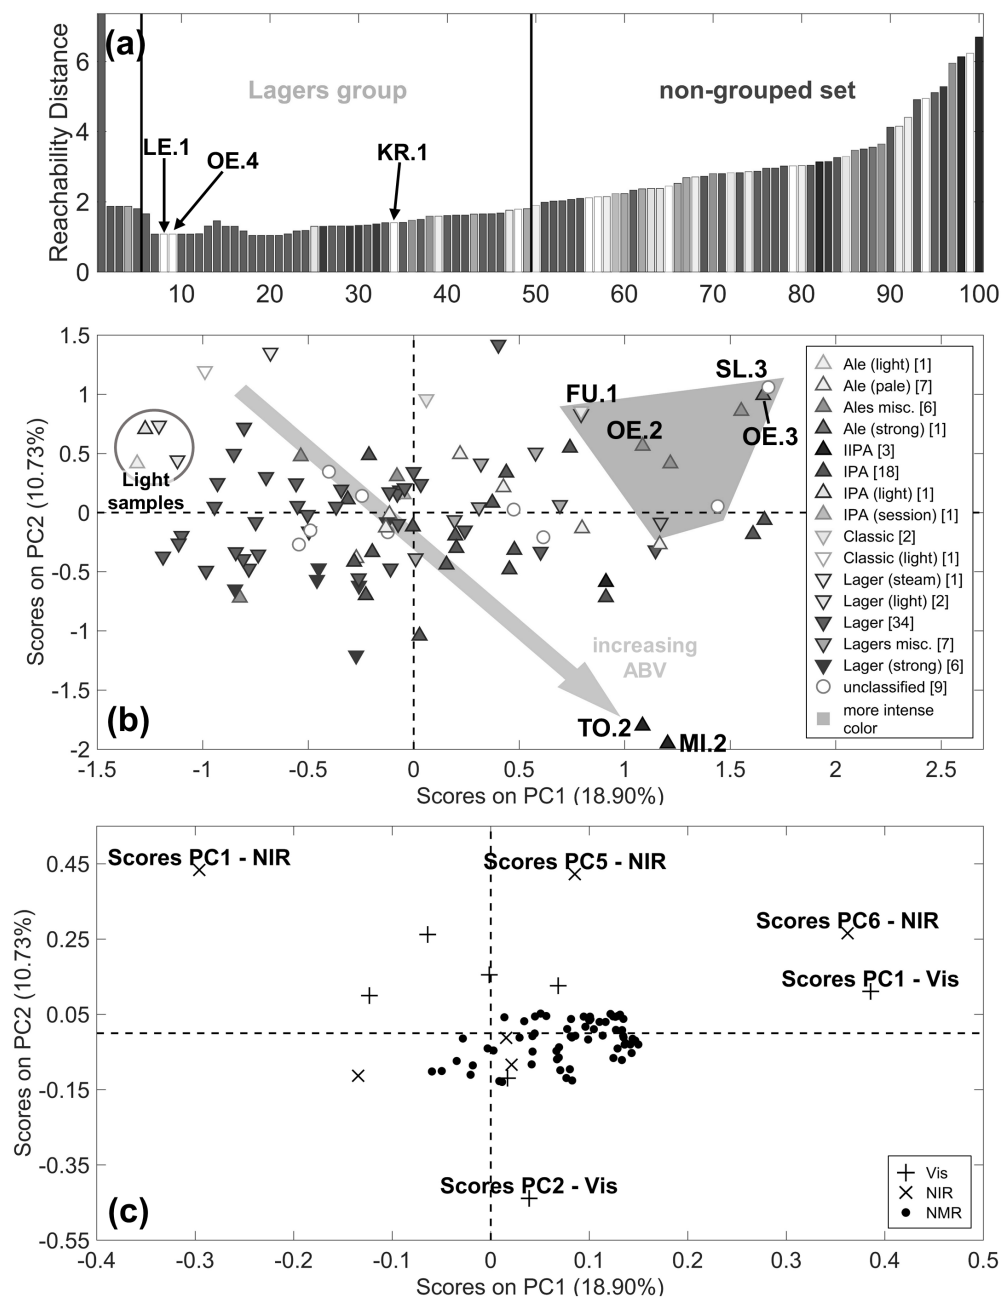 (a)
Reachability Distance
6
4
2
0
Lagers group
non-grouped set
LE.1
OE.4
KR.1
10 20 30 40 50 60 70 80 90 100
(b)
Scores on PC2 (10.73%)
1.5
1
0.5
0
-0.5
-1
-1.5
-2
Light
samples
FU.1
SL.3
OE.2
OE.3
increasing
ABV
TO.2
MI.2
Ale (light) [1]
Ale (pale) [7]
Ales misc. [6]
Ale (strong) [1]
IIPA [3]
IPA [18]
IPA (light) [1]
IPA (session) [1]
Classic [2]
Classic (light) [1]
Lager (steam) [1]
Lager (light) [2]
Lager [34]
Lagers misc. [7]
Lager (strong) [6]
unclassified [9]
more intense
color
-1.5 -1 -0.5 0 0.5 1 1.5 2 2.5
Scores on PC1 (18.90%)
(c)
Scores on PC2 (10.73%)
0.45
0.25
0.05
-0.15
-0.35
-0.55
Scores PC1 - NIR
Scores PC5 - NIR
Scores PC6 - NIR
Scores PC1 - Vis
Scores PC2 - Vis
Vis
NIR
NMR
-0.4 -0.3 -0.2 -0.1 0 0.1 0.2 0.3 0.4 0.5
Scores on PC1 (18.90%)